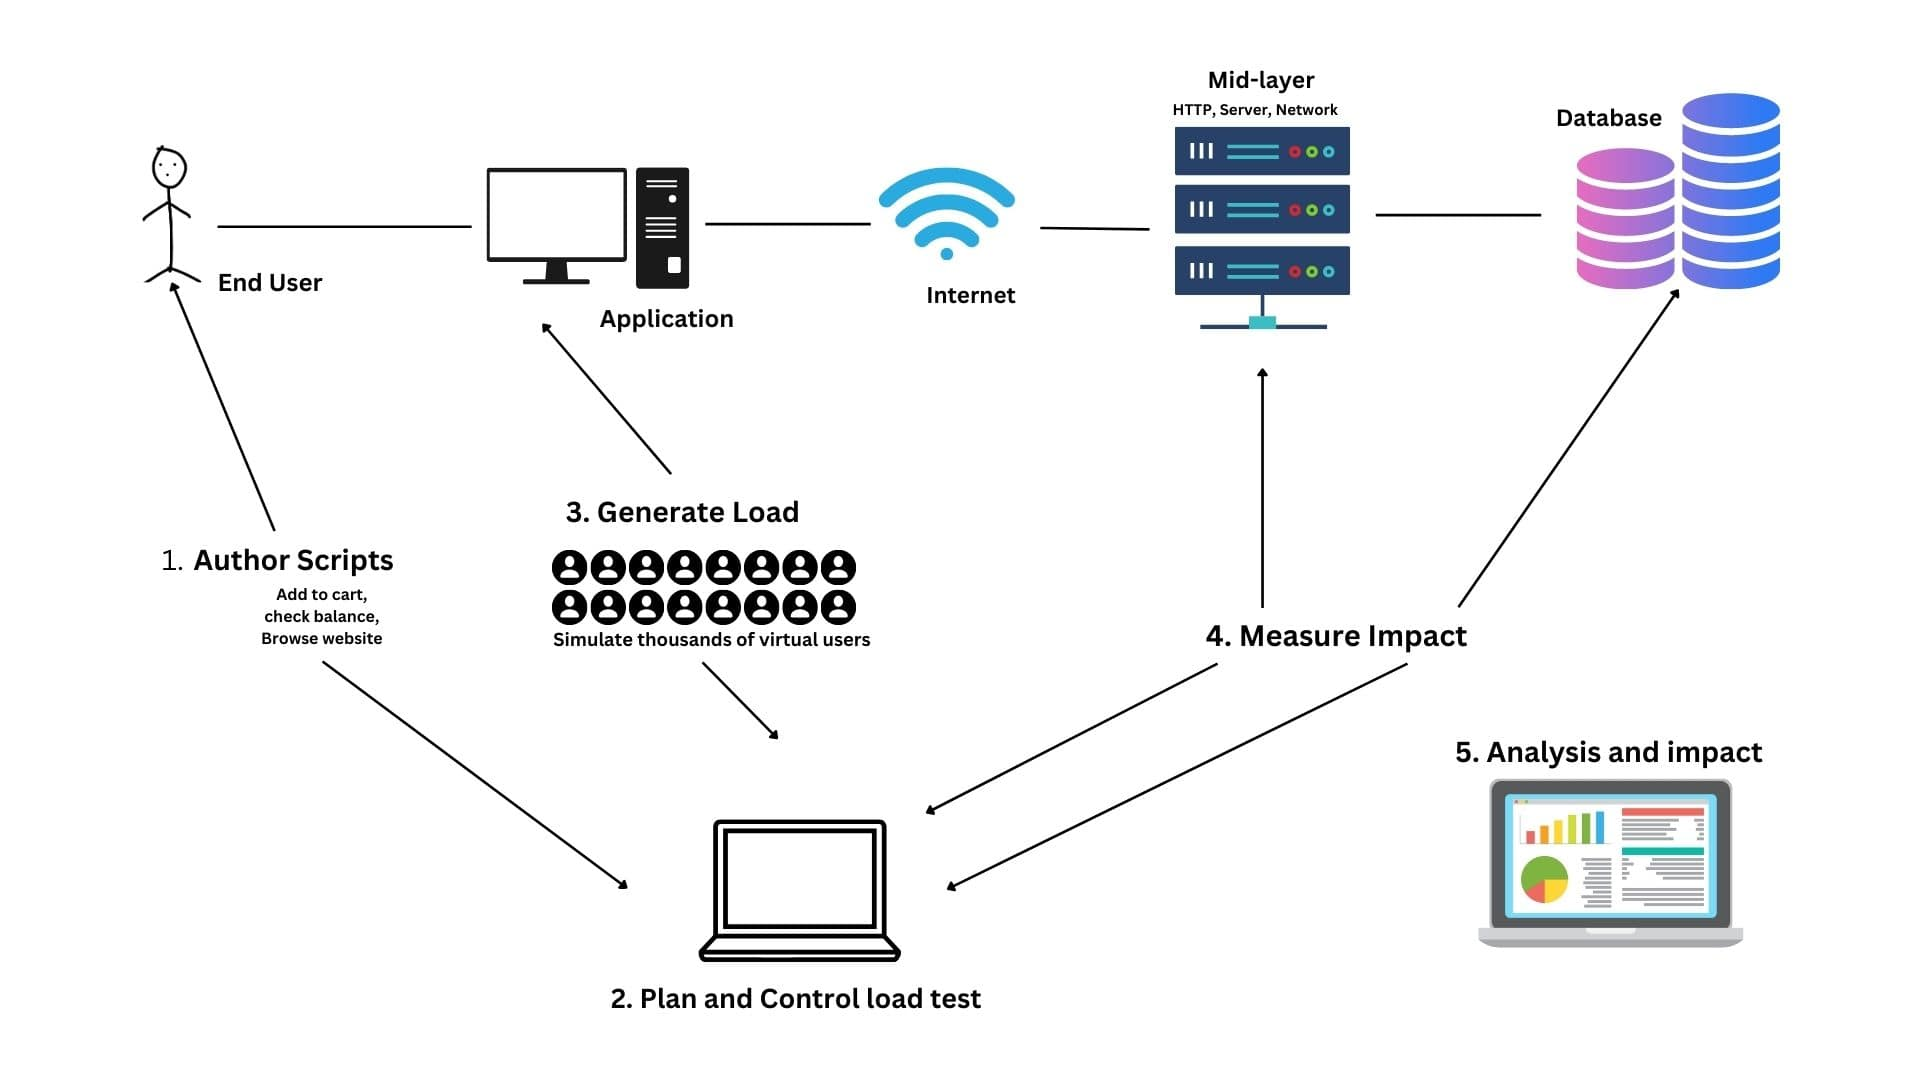 Mid-layer
HTTP, Server, Network
Database
End User
Application
Internet
3. Generate Load
Simulate thousands of virtual users
1. Author Scripts
Add to cart,
check balance,
Browse website
4. Measure Impact
5. Analysis and impact
2. Plan and Control load test